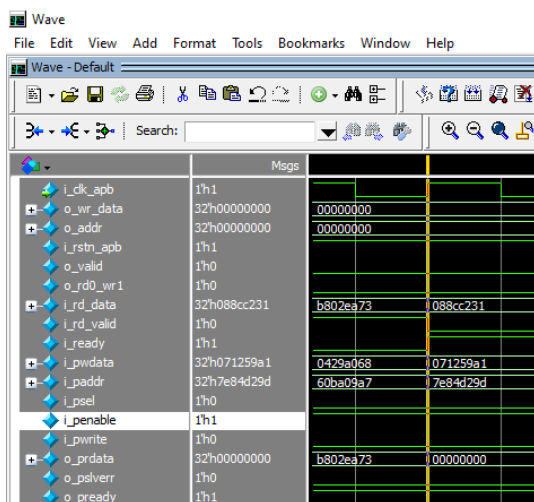 Wave
File Edit View Add Format Tools Bookmarks Window Help
Wave - Default
Search:
Msgs
i_clk_apb 1'h1
o_wr_data 32'h00000000 00000000
o_addr 32'h00000000 00000000
i_rstn_apb 1'h1
o_valid 1'h0
o_rd0_wr1 1'h0
i_rd_data 32'h088cc231 b802ea73 088cc231
i_rd_valid 1'h0
i_ready 1'h1
i_pwdata 32'h071259a1 0429a068 071259a1
i_paddr 32'h7e84d29d 60ba09a7 7e84d29d
i_psel 1'h0
i_penable 1'h1
i_pwrite 1'h0
o_prdata 32'h00000000 b802ea73 00000000
o_pslverr 1'h0
o_pready 1'h1